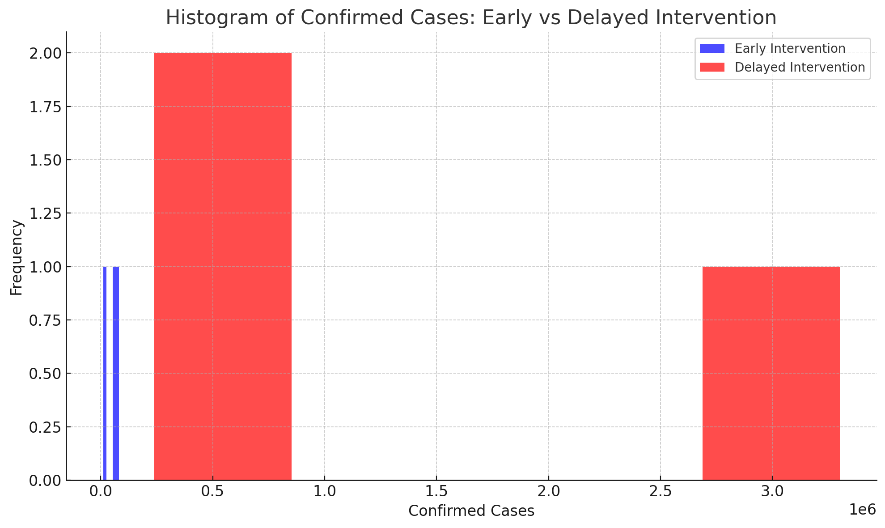 Histogram of Confirmed Cases: Early vs Delayed Intervention
Early Intervention
Delayed Intervention
2.00
1.75
1.50
1.25
1.00
0.75
0.50
0.25
0.00
Frequency
0.0 0.5 1.0 1.5 2.0 2.5 3.0
1e6
Confirmed Cases